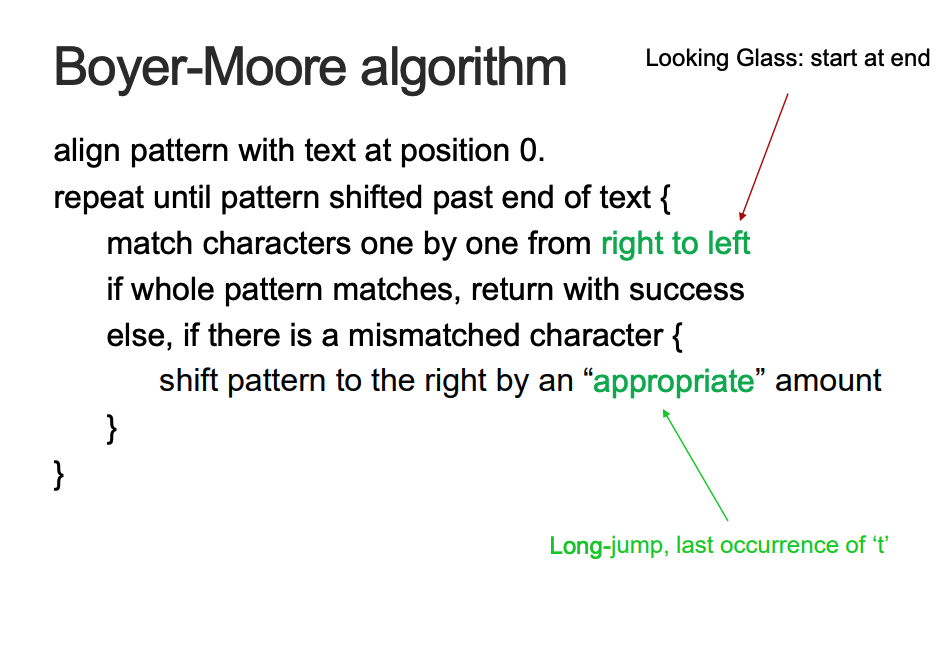 Boyer-Moore algorithm
Looking Glass: start at end
align pattern with text at position 0.
repeat until pattern shifted past end of text {
match characters one by one from right to left
if whole pattern matches, return with success
else, if there is a mismatched character {
shift pattern to the right by an “appropriate” amount
}
}
Long-jump, last occurrence of ‘t’